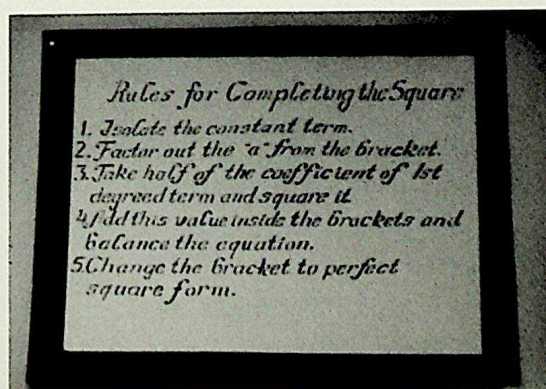 Rules for Completing the Square
1. Isolate the constant term.
2. Factor out the "a" from the bracket.
3. Take half of the coefficient of 1st
degreed term and square it
4. Add this value inside the brackets and
balance the equation.
5. Change the bracket to perfect
square form.